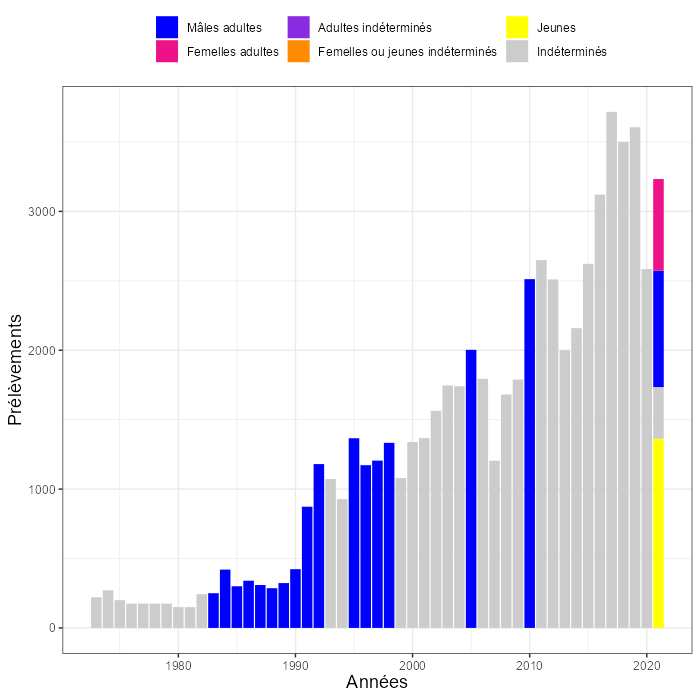 Mâles adultes Adultes indéterminés Jeunes
Femelles adultes Femelles ou jeunes indéterminés Indéterminés
3000
2000
1000
0
Prélèvements
1980 1990 2000 2010 2020
Années